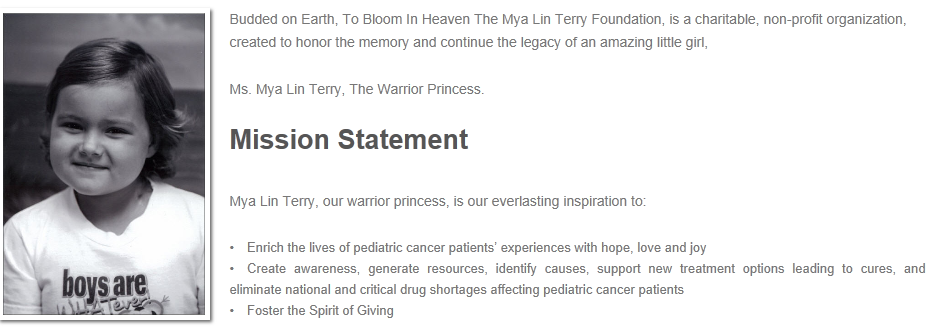 Budded on Earth, To Bloom In Heaven The Mya Lin Terry Foundation, is a charitable, non-profit organization,
created to honor the memory and continue the legacy of an amazing little girl,
Ms. Mya Lin Terry, The Warrior Princess.
Mission Statement
Mya Lin Terry, our warrior princess, is our everlasting inspiration to:
• Enrich the lives of pediatric cancer patients’ experiences with hope, love and joy
• Create awareness, generate resources, identify causes, support new treatment options leading to cures, and
eliminate national and critical drug shortages affecting pediatric cancer patients
• Foster the Spirit of Giving
boys are
WHATever!